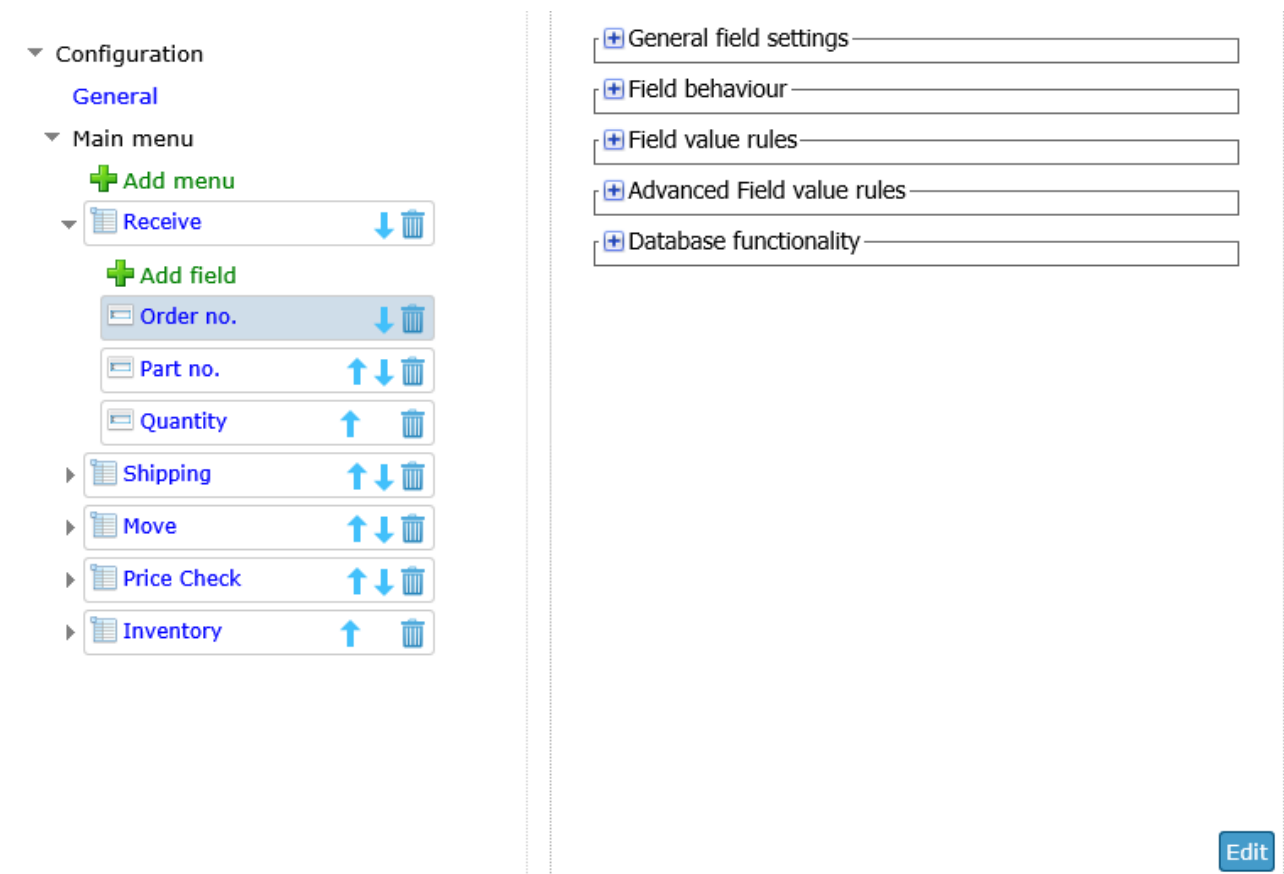 Configuration
General
Main menu
Add menu
Receive
Add field
Order no.
Part no.
Quantity
Shipping
Move
Price Check
Inventory
General field settings
Field behaviour
Field value rules
Advanced Field value rules
Database functionality
Edit